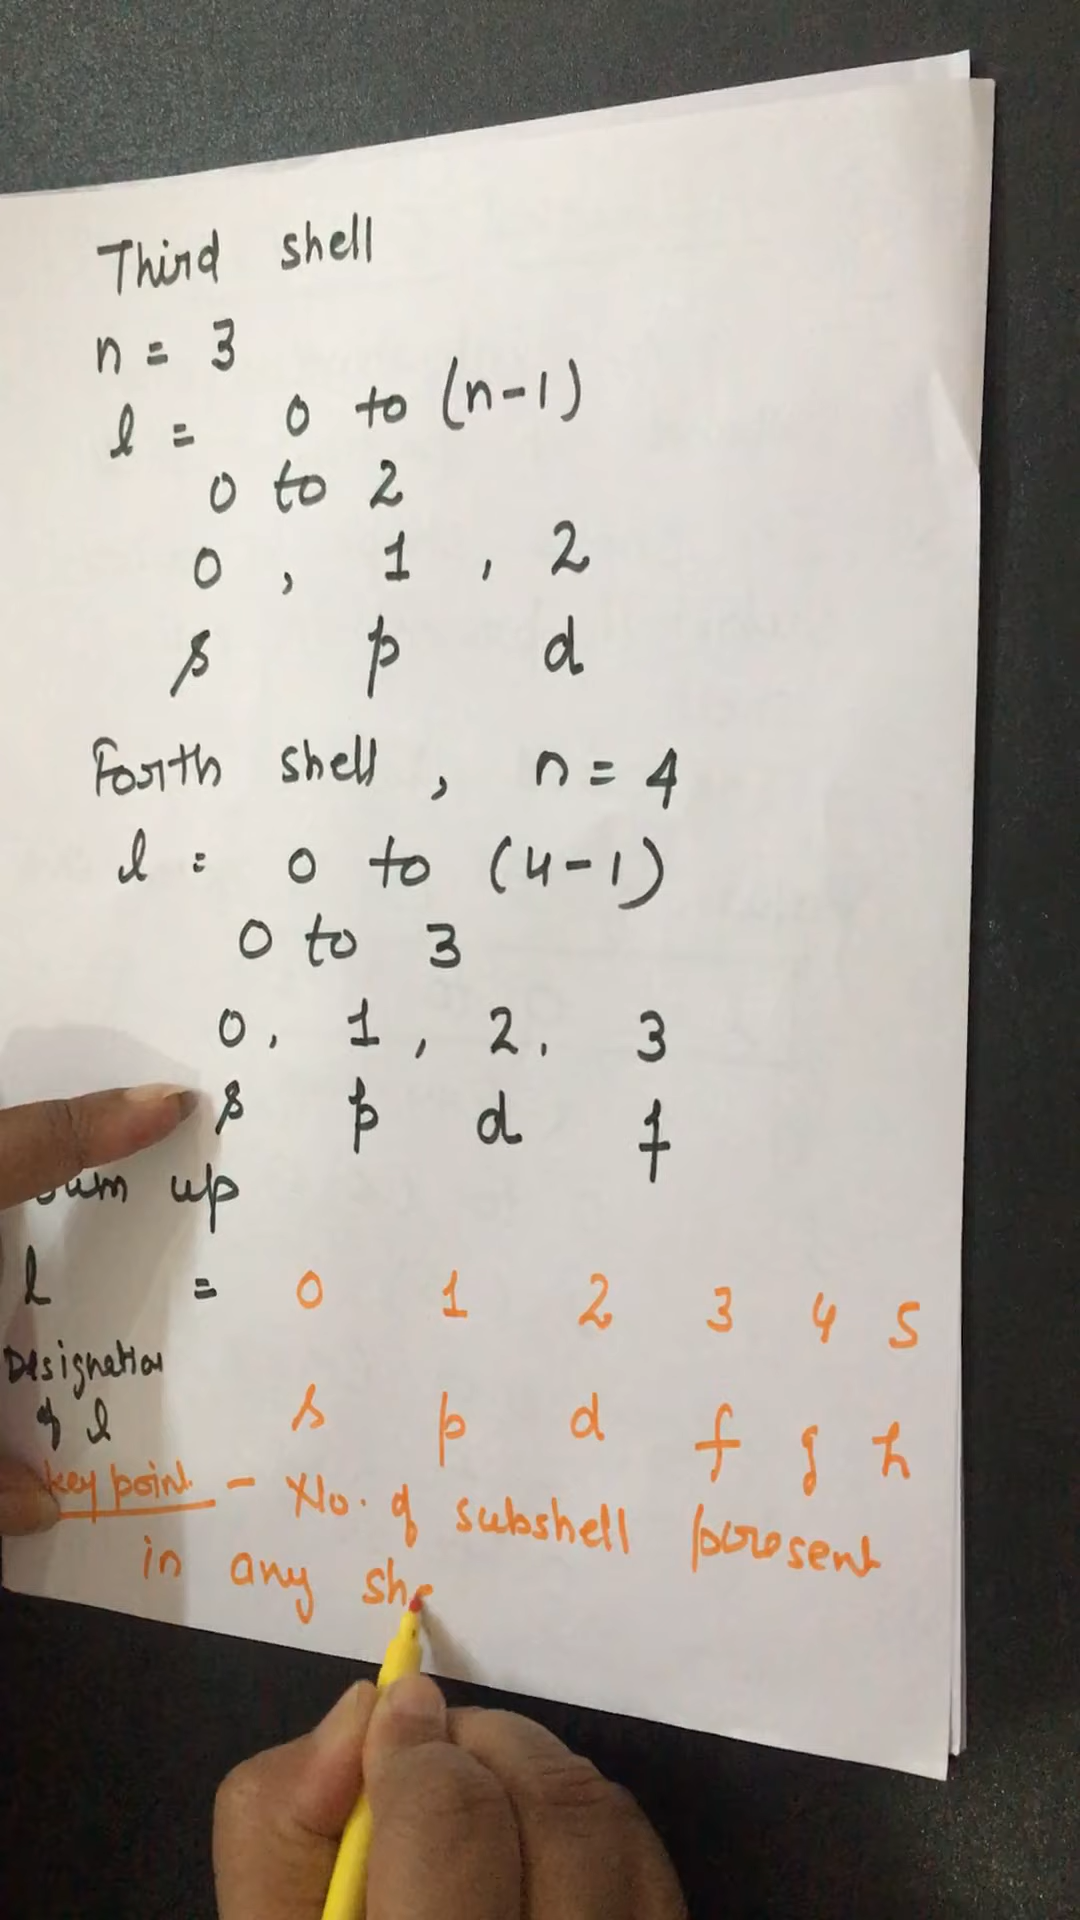 Third shell
n = 3
l = 0 to (n-1)
0 to 2
0 , 1 , 2
s p d
Forth shell , n = 4
l = 0 to (4-1)
0 to 3
0, 1, 2, 3
s p d f
up
l = 0 1 2 3 4 5
Designation
of l s p d f g h
key point - No. of subshell present
in any she